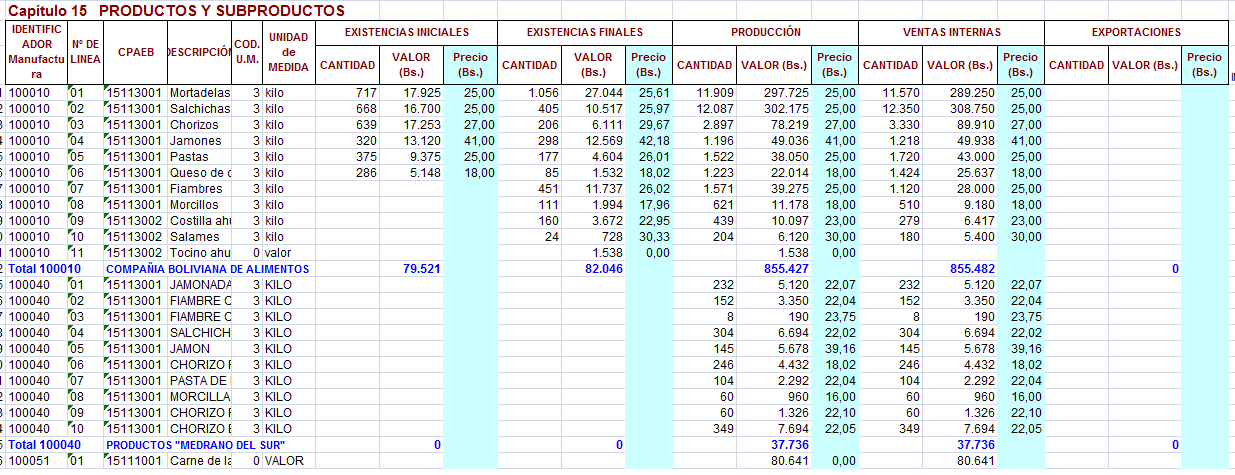 Capítulo 15 PRODUCTOS Y SUBPRODUCTOS
IDENTIFICADOR Manufactura Nº DE LINEA CPAEB DESCRIPCIÓN COD. U.M. UNIDAD de MEDIDA EXISTENCIAS INICIALES EXISTENCIAS FINALES PRODUCCIÓN VENTAS INTERNAS EXPORTACIONES
CANTIDAD VALOR (Bs.) Precio (Bs.) CANTIDAD VALOR (Bs.) Precio (Bs.) CANTIDAD VALOR (Bs.) Precio (Bs.) CANTIDAD VALOR (Bs.) Precio (Bs.) CANTIDAD VALOR (Bs.) Precio (Bs.)
100010 01 15113001 Mortadelas 3 kilo 717 17.925 25,00 1.056 27.044 25,61 11.909 297.725 25,00 11.570 289.250 25,00
100010 02 15113001 Salchichas 3 kilo 668 16.700 25,00 405 10.517 25,97 12.087 302.175 25,00 12.350 308.750 25,00
100010 03 15113001 Chorizos 3 kilo 639 17.253 27,00 206 6.111 29,67 2.897 78.219 27,00 3.330 89.910 27,00
100010 04 15113001 Jamones 3 kilo 320 13.120 41,00 298 12.569 42,18 1.196 49.036 41,00 1.218 49.938 41,00
100010 05 15113001 Pastas 3 kilo 375 9.375 25,00 177 4.604 26,01 1.522 38.050 25,00 1.720 43.000 25,00
100010 06 15113001 Queso de c 3 kilo 286 5.148 18,00 85 1.532 18,02 1.223 22.014 18,00 1.424 25.637 18,00
100010 07 15113001 Fiambres 3 kilo 451 11.737 26,02 1.571 39.275 25,00 1.120 28.000 25,00
100010 08 15113001 Morcillos 3 kilo 111 1.994 17,96 621 11.178 18,00 510 9.180 18,00
100010 09 15113002 Costilla ahu 3 kilo 160 3.672 22,95 439 10.097 23,00 279 6.417 23,00
100010 10 15113002 Salames 3 kilo 24 728 30,33 204 6.120 30,00 180 5.400 30,00
100010 11 15113002 Tocino ahu 0 valor 1.538 0,00 1.538 0,00
Total 100010 COMPAÑIA BOLIVIANA DE ALIMENTOS 79.521 82.046 855.427 855.482 0
100040 01 15113001 JAMONADA 3 KILO 232 5.120 22,07 232 5.120 22,07
100040 02 15113001 FIAMBRE C 3 KILO 152 3.350 22,04 152 3.350 22,04
100040 03 15113001 FIAMBRE C 3 KILO 8 190 23,75 8 190 23,75
100040 04 15113001 SALCHICH 3 KILO 304 6.694 22,02 304 6.694 22,02
100040 05 15113001 JAMON 3 KILO 145 5.678 39,16 145 5.678 39,16
100040 06 15113001 CHORIZO F 3 KILO 246 4.432 18,02 246 4.432 18,02
100040 07 15113001 PASTA DE 3 KILO 104 2.292 22,04 104 2.292 22,04
100040 08 15113001 MORCILLA 3 KILO 60 960 16,00 60 960 16,00
100040 09 15113001 CHORIZO F 3 KILO 60 1.326 22,10 60 1.326 22,10
100040 10 15113001 CHORIZO E 3 KILO 349 7.694 22,05 349 7.694 22,05
Total 100040 PRODUCTOS "MEDRANO DEL SUR" 0 0 37.736 37.736 0
100051 01 15111001 Carne de la 0 VALOR 80.641 0,00 80.641